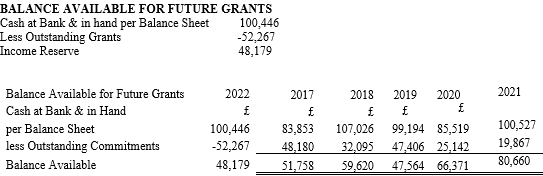 BALANCE AVAILABLE FOR FUTURE GRANTS
Cash at Bank & in hand per Balance Sheet 100,446
Less Outstanding Grants -52,267
Income Reserve 48,179
Balance Available for Future Grants 2022 2017 2018 2019 2020 2021
Cash at Bank & in Hand £ £ £ £ £
per Balance Sheet 100,446 83,853 107,026 99,194 85,519 100,527
less Outstanding Commitments -52,267 48,180 32,095 47,406 25,142 19,867
Balance Available 48,179 51,758 59,620 47,564 66,371 80,660